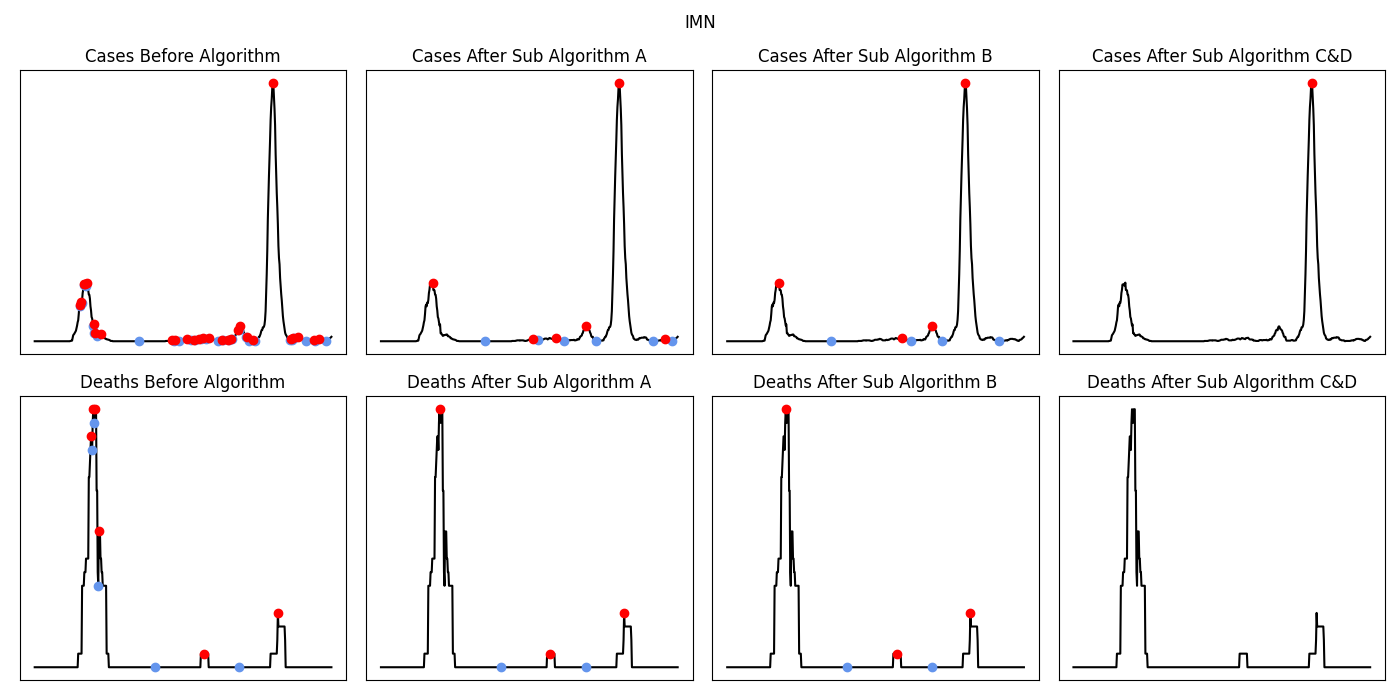 IMN
Cases Before Algorithm
Cases After Sub Algorithm A
Cases After Sub Algorithm B
Cases After Sub Algorithm C&D
Deaths Before Algorithm
Deaths After Sub Algorithm A
Deaths After Sub Algorithm B
Deaths After Sub Algorithm C&D